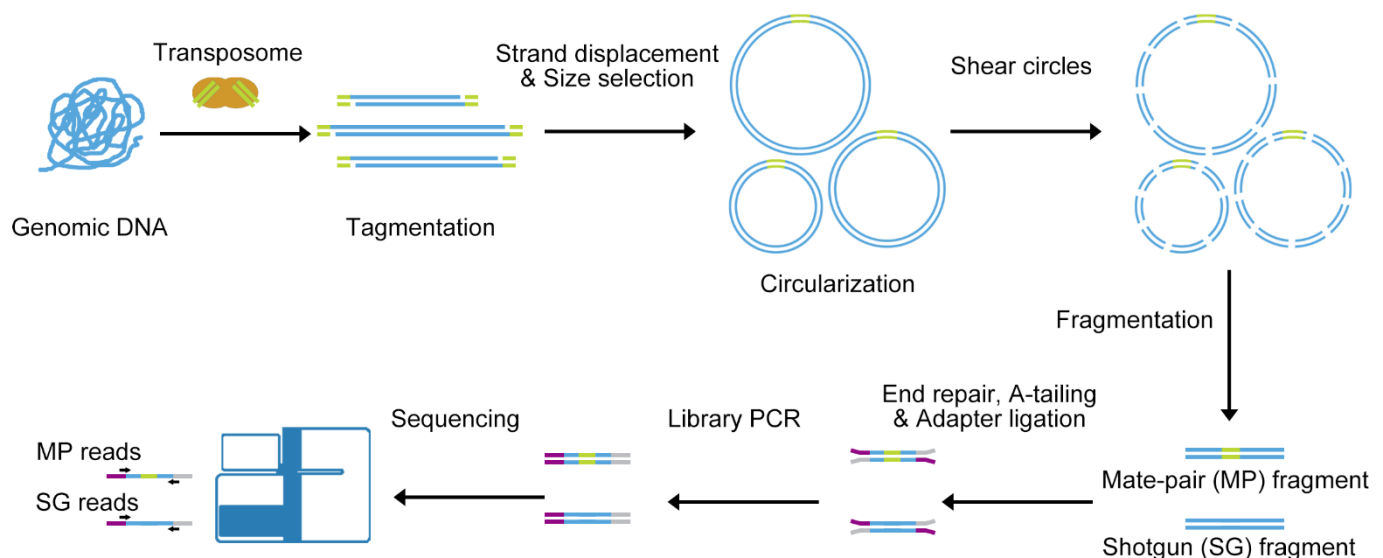 Transposome
Strand displacement
& Size selection
Shear circles
Genomic DNA
Tagmentation
Circularization
Fragmentation
End repair, A-tailing
& Adapter ligation
Library PCR
Sequencing
MP reads
SG reads
Mate-pair (MP) fragment
Shotgun (SG) fragment